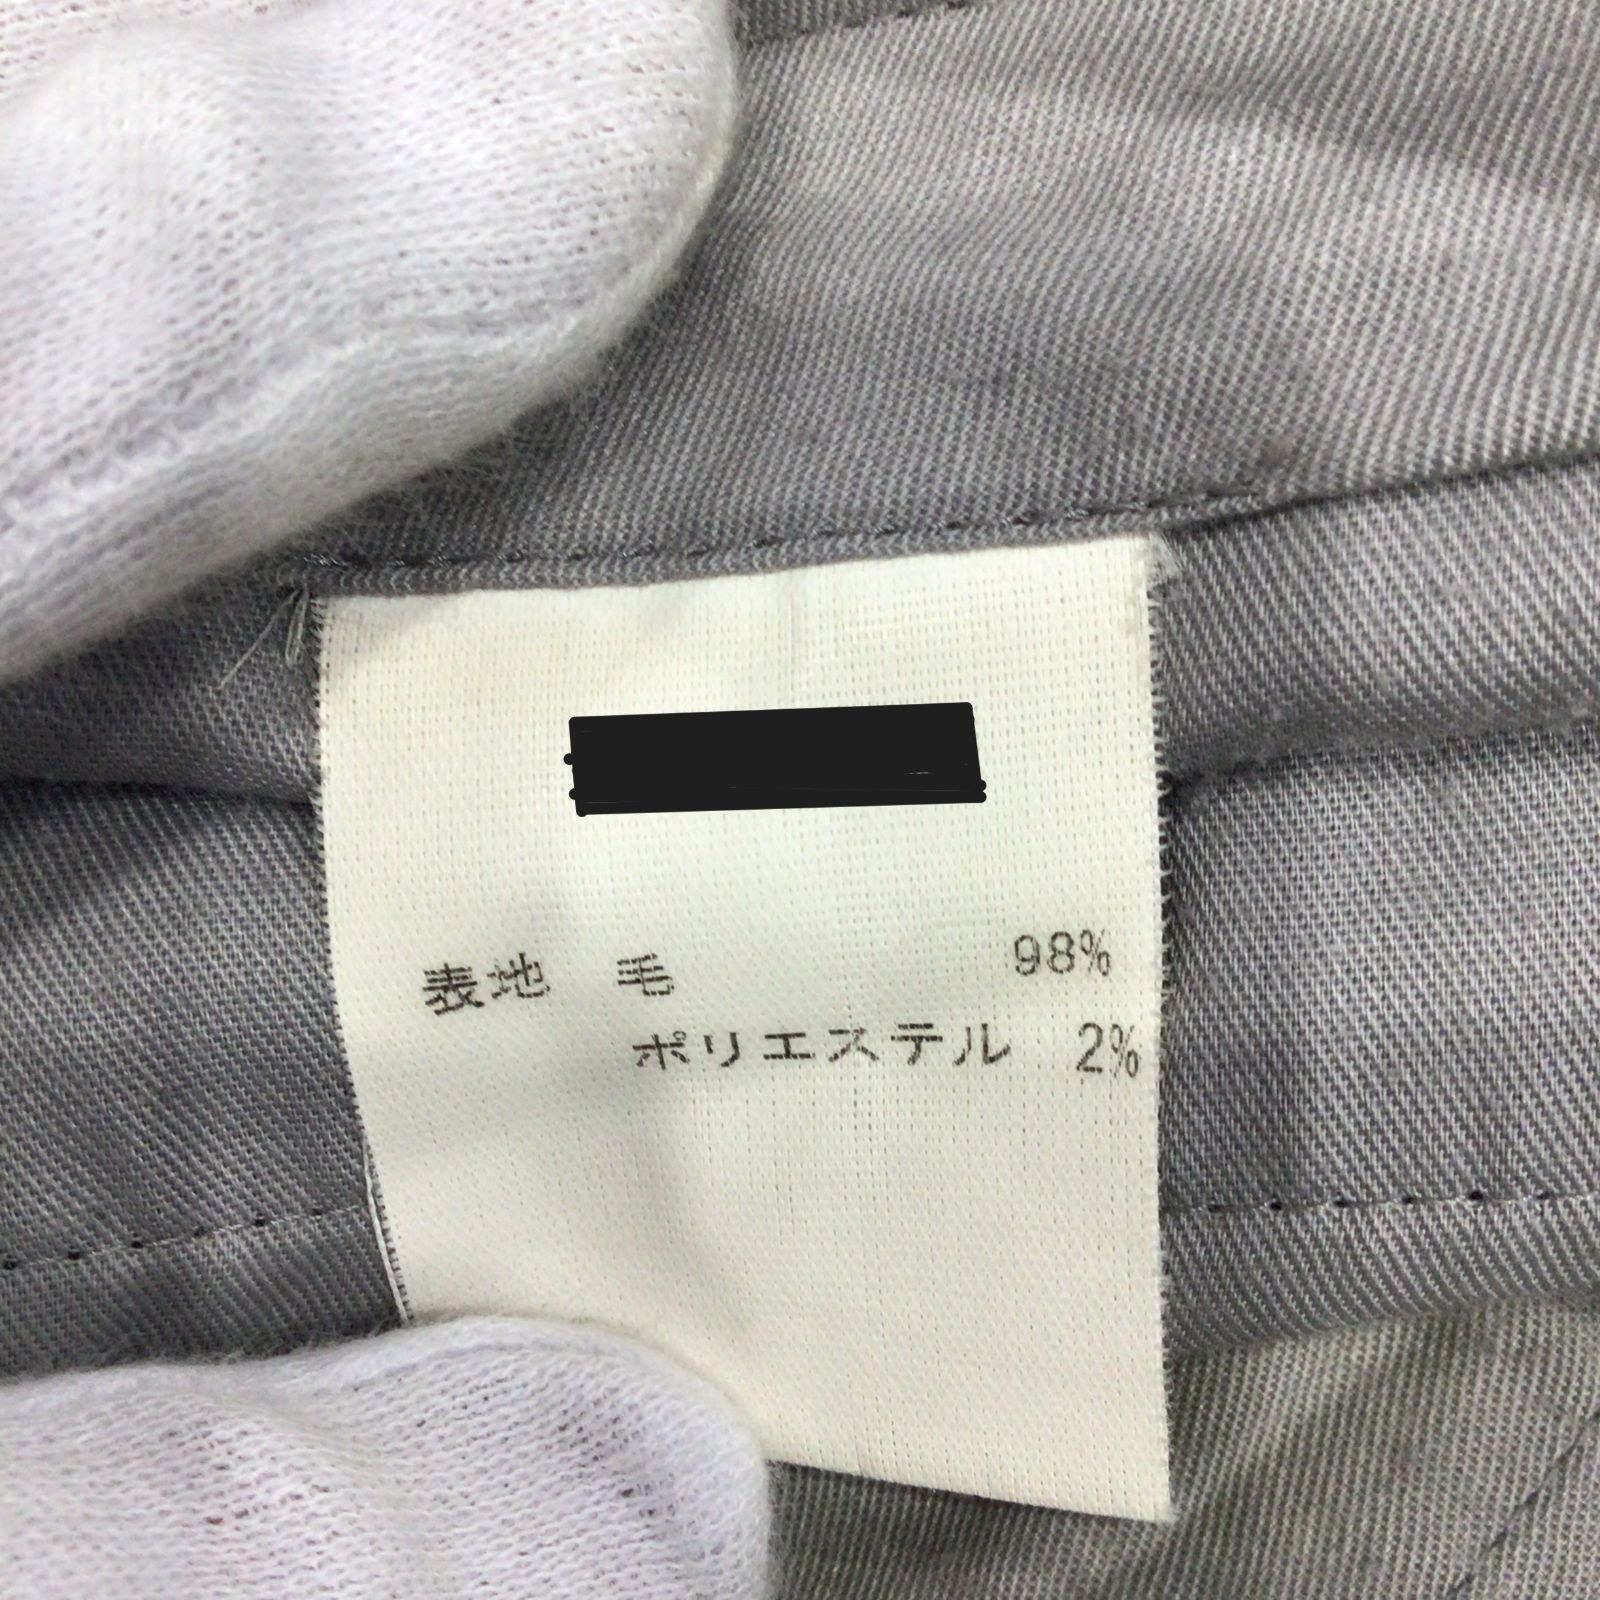 表地 毛 98%
ポリエステル 2%